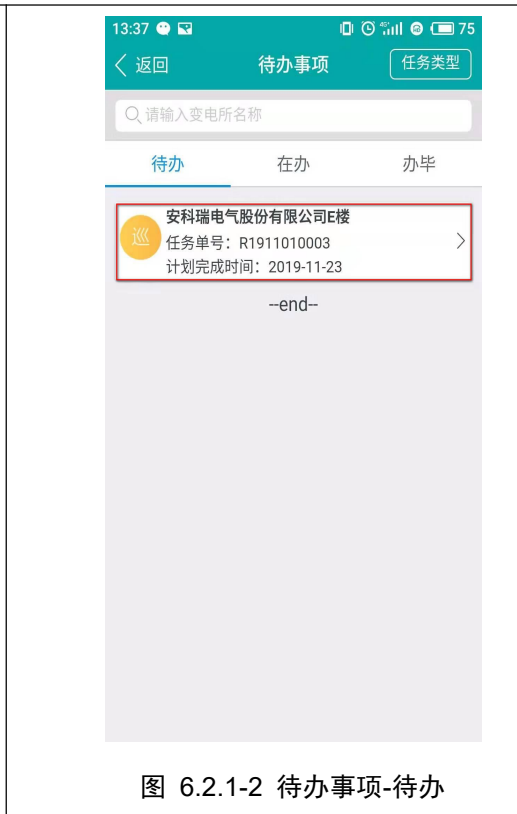 13:37 75
返回 待办事项 任务类型
请输入变电所名称
待办 在办 办毕
巡 安科瑞电气股份有限公司E楼
任务单号：R1911010003
计划完成时间：2019-11-23
--end--
图 6.2.1-2 待办事项-待办